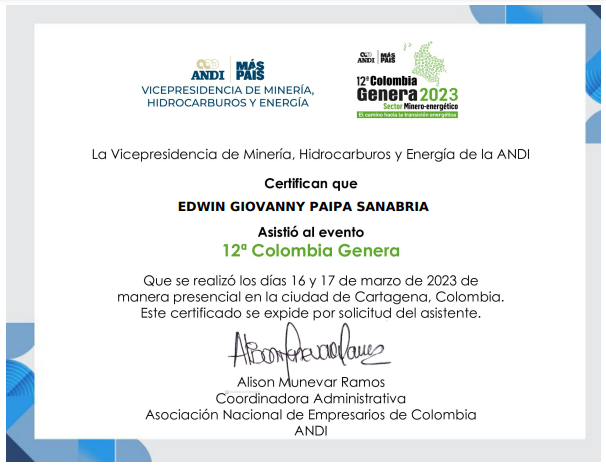 ANDI MÁS PAÍS
VICEPRESIDENCIA DE MINERÍA,
HIDROCARBUROS Y ENERGÍA
ANDI MÁS PAÍS
12ª Colombia
Genera 2023
Sector Minero-energético
El camino hacia la transición energética
La Vicepresidencia de Minería, Hidrocarburos y Energía de la ANDI
Certifican que
EDWIN GIOVANNY PAIPA SANABRIA
Asistió al evento
12ª Colombia Genera
Que se realizó los días 16 y 17 de marzo de 2023 de
manera presencial en la ciudad de Cartagena, Colombia.
Este certificado se expide por solicitud del asistente.
Alison Munevar Ramos
Coordinadora Administrativa
Asociación Nacional de Empresarios de Colombia
ANDI